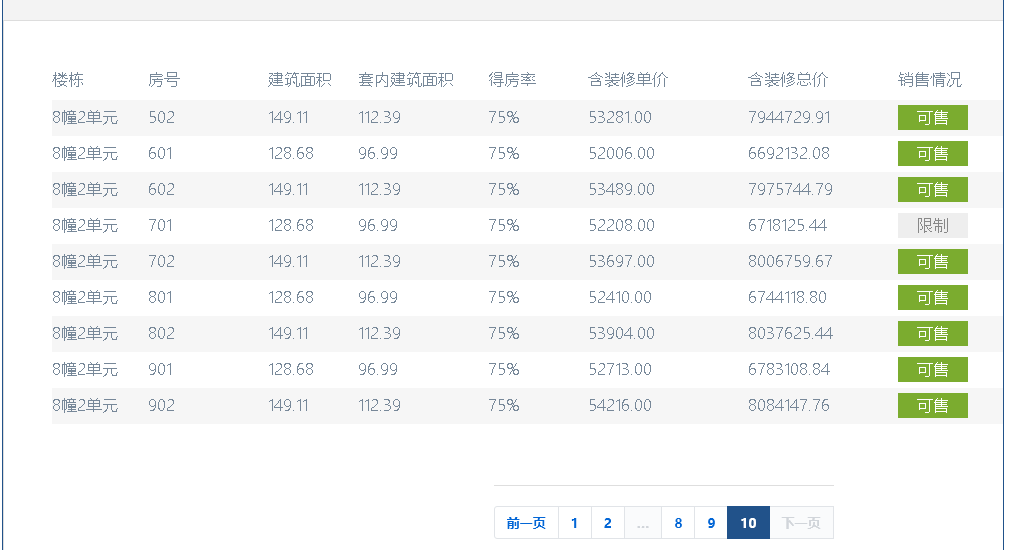 楼栋 房号 建筑面积 套内建筑面积 得房率 含装修单价 含装修总价 销售情况
8幢2单元 502 149.11 112.39 75% 53281.00 7944729.91 可售
8幢2单元 601 128.68 96.99 75% 52006.00 6692132.08 可售
8幢2单元 602 149.11 112.39 75% 53489.00 7975744.79 可售
8幢2单元 701 128.68 96.99 75% 52208.00 6718125.44 限制
8幢2单元 702 149.11 112.39 75% 53697.00 8006759.67 可售
8幢2单元 801 128.68 96.99 75% 52410.00 6744118.80 可售
8幢2单元 802 149.11 112.39 75% 53904.00 8037625.44 可售
8幢2单元 901 128.68 96.99 75% 52713.00 6783108.84 可售
8幢2单元 902 149.11 112.39 75% 54216.00 8084147.76 可售
前一页 1 2 ... 8 9 10 下一页